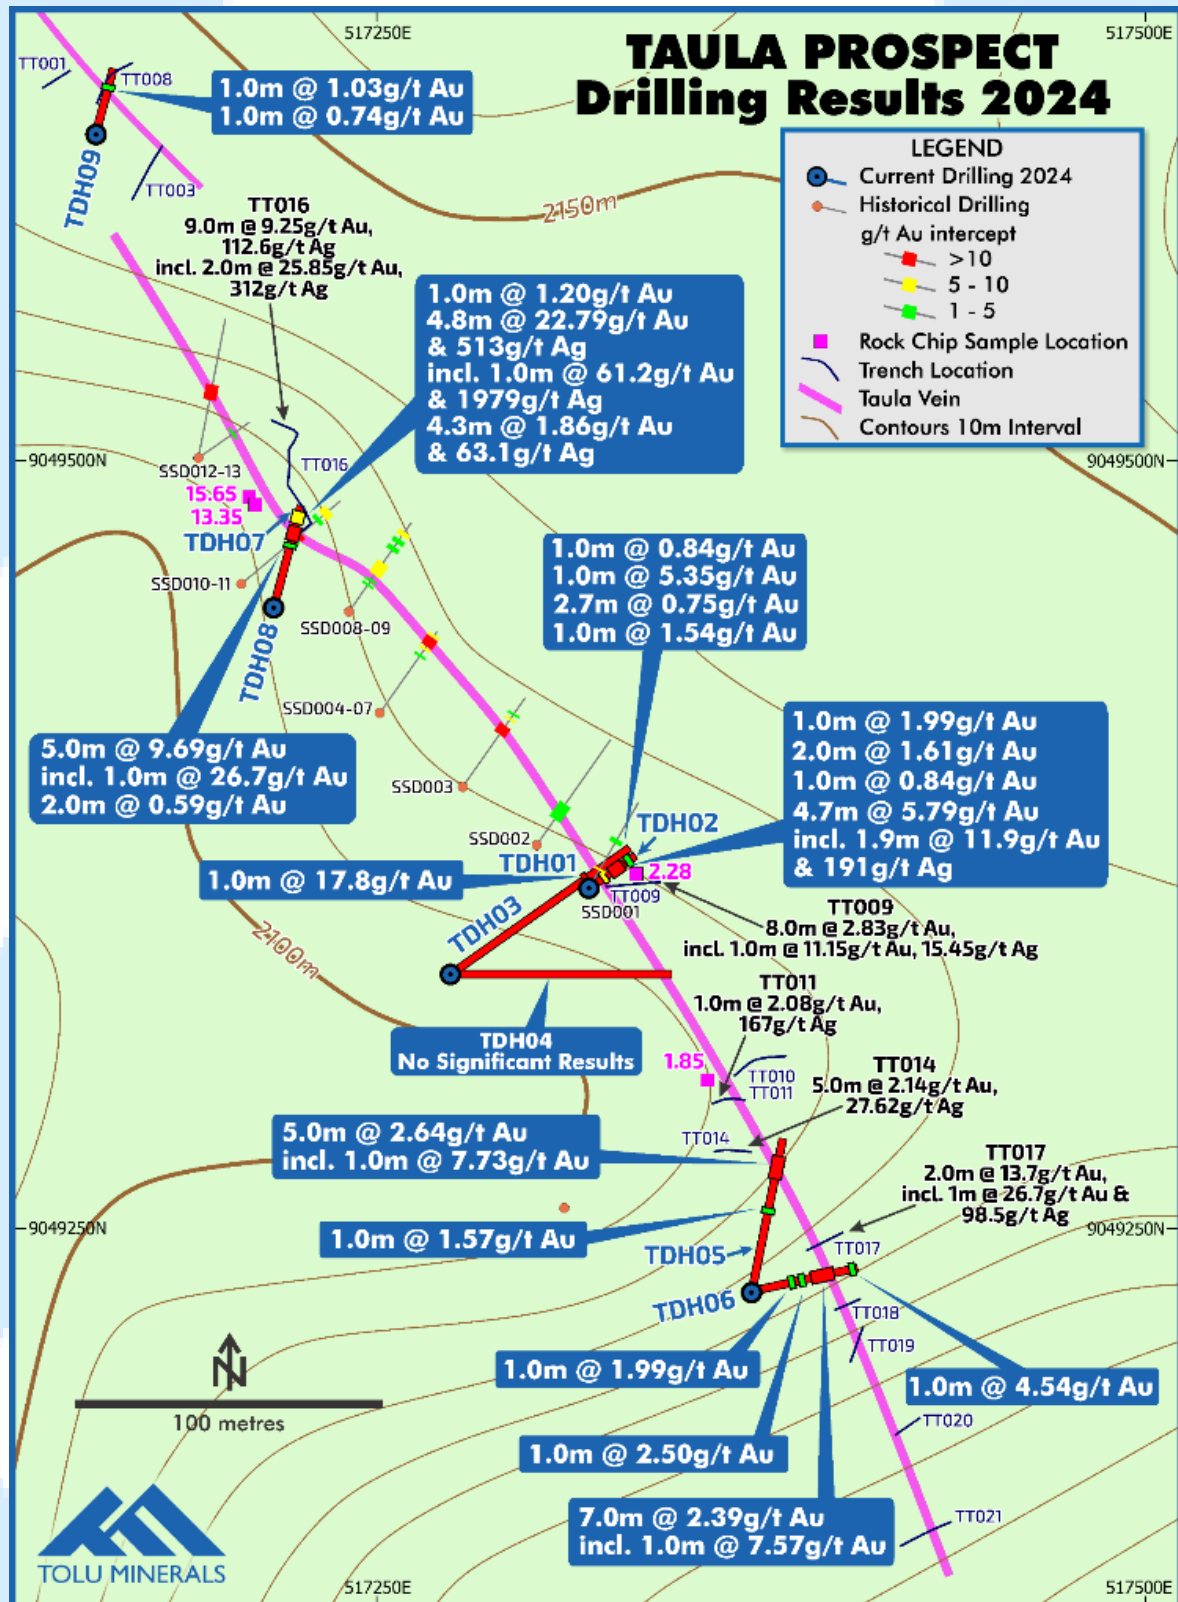 517250E
517500E
TAULA PROSPECT
Drilling Results 2024
TT001
TT008
1.0m @ 1.03g/t Au
1.0m @ 0.74g/t Au
TDH09
TT003
LEGEND
Current Drilling 2024
Historical Drilling
g/t Au intercept
>10
5 - 10
1 - 5
Rock Chip Sample Location
Trench Location
Taula Vein
Contours 10m Interval
2150m
TT016
9.0m @ 9.25g/t Au,
112.6g/t Ag
incl. 2.0m @ 25.85g/t Au,
312g/t Ag
1.0m @ 1.20g/t Au
4.8m @ 22.79g/t Au
& 513g/t Ag
incl. 1.0m @ 61.2g/t Au
& 1979g/t Ag
4.3m @ 1.86g/t Au
& 63.1g/t Ag
9049500N
9049500N
SSD012-13
TT016
15.65
13.35
TDH07
SSD010-11
SSD008-09
TDH08
1.0m @ 0.84g/t Au
1.0m @ 5.35g/t Au
2.7m @ 0.75g/t Au
1.0m @ 1.54g/t Au
SSD004-07
5.0m @ 9.69g/t Au
incl. 1.0m @ 26.7g/t Au
2.0m @ 0.59g/t Au
1.0m @ 1.99g/t Au
2.0m @ 1.61g/t Au
1.0m @ 0.84g/t Au
4.7m @ 5.79g/t Au
incl. 1.9m @ 11.9g/t Au
& 191g/t Ag
SSD003
SSD002
TDH02
TDH01
2.28
1.0m @ 17.8g/t Au
TT009
SSD001
TDH03
TT009
8.0m @ 2.83g/t Au,
incl. 1.0m @ 11.15g/t Au, 15.45g/t Ag
2100m
TT011
1.0m @ 2.08g/t Au,
167g/t Ag
TDH04
No Significant Results
1.85
TT010
TT011
TT014
5.0m @ 2.14g/t Au,
27.62g/t Ag
5.0m @ 2.64g/t Au
incl. 1.0m @ 7.73g/t Au
TT014
TT017
2.0m @ 13.7g/t Au,
incl. 1m @ 26.7g/t Au &
98.5g/t Ag
9049250N
9049250N
1.0m @ 1.57g/t Au
TDH05
TT017
TDH06
TT018
TT019
N
100 metres
1.0m @ 1.99g/t Au
1.0m @ 4.54g/t Au
TT020
1.0m @ 2.50g/t Au
7.0m @ 2.39g/t Au
incl. 1.0m @ 7.57g/t Au
TT021
TOLU MINERALS
517250E
517500E